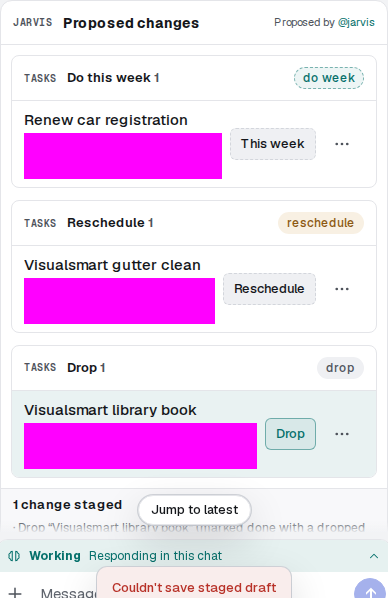 JARVIS Proposed changes Proposed by @jarvis
TASKS Do this week 1 do week
Renew car registration
This week ...
TASKS Reschedule 1 reschedule
Visualsmart gutter clean
Reschedule ...
TASKS Drop 1 drop
Visualsmart library book
Drop ...
1 change staged
Jump to latest
· Drop "Visualsmart library book" (marked done with a dropped
Working Responding in this chat
+ Messag
Couldn't save staged draft